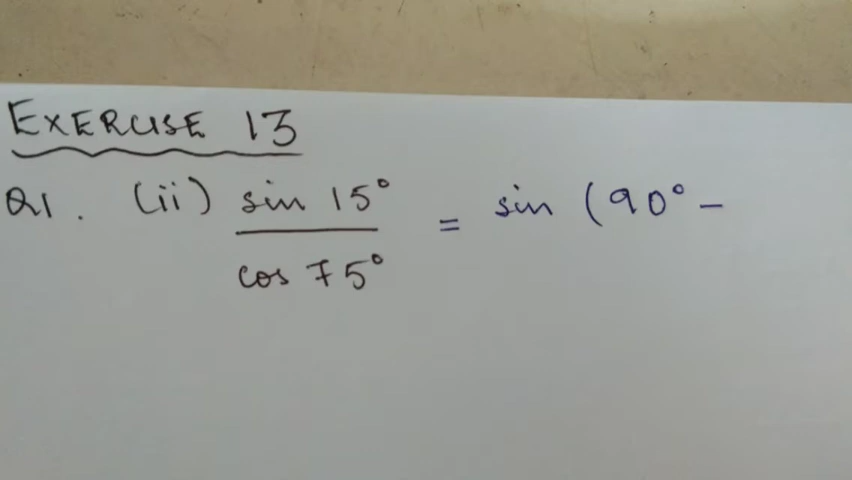 EXERCISE 13
Q1. (ii) sin 15° / cos 75° = sin (90° –